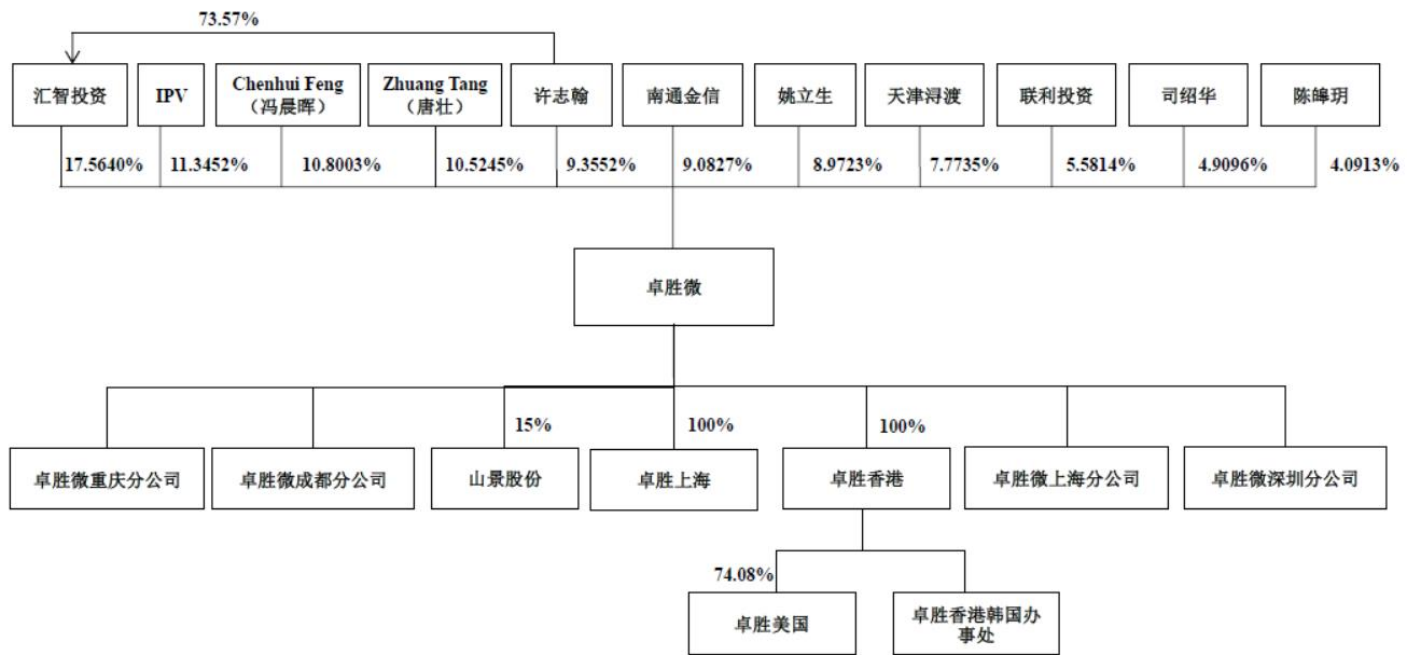 73.57%
汇智投资
IPV
Chenhui Feng
（冯晨晖）
Zhuang Tang
（唐壮）
许志翰
南通金信
姚立生
天津浔渡
联利投资
司绍华
陈皞玥
17.5640%
11.3452%
10.8003%
10.5245%
9.3552%
9.0827%
8.9723%
7.7735%
5.5814%
4.9096%
4.0913%
卓胜微
15%
100%
100%
卓胜微重庆分公司
卓胜微成都分公司
山景股份
卓胜上海
卓胜香港
卓胜微上海分公司
卓胜微深圳分公司
74.08%
卓胜美国
卓胜香港韩国办
事处